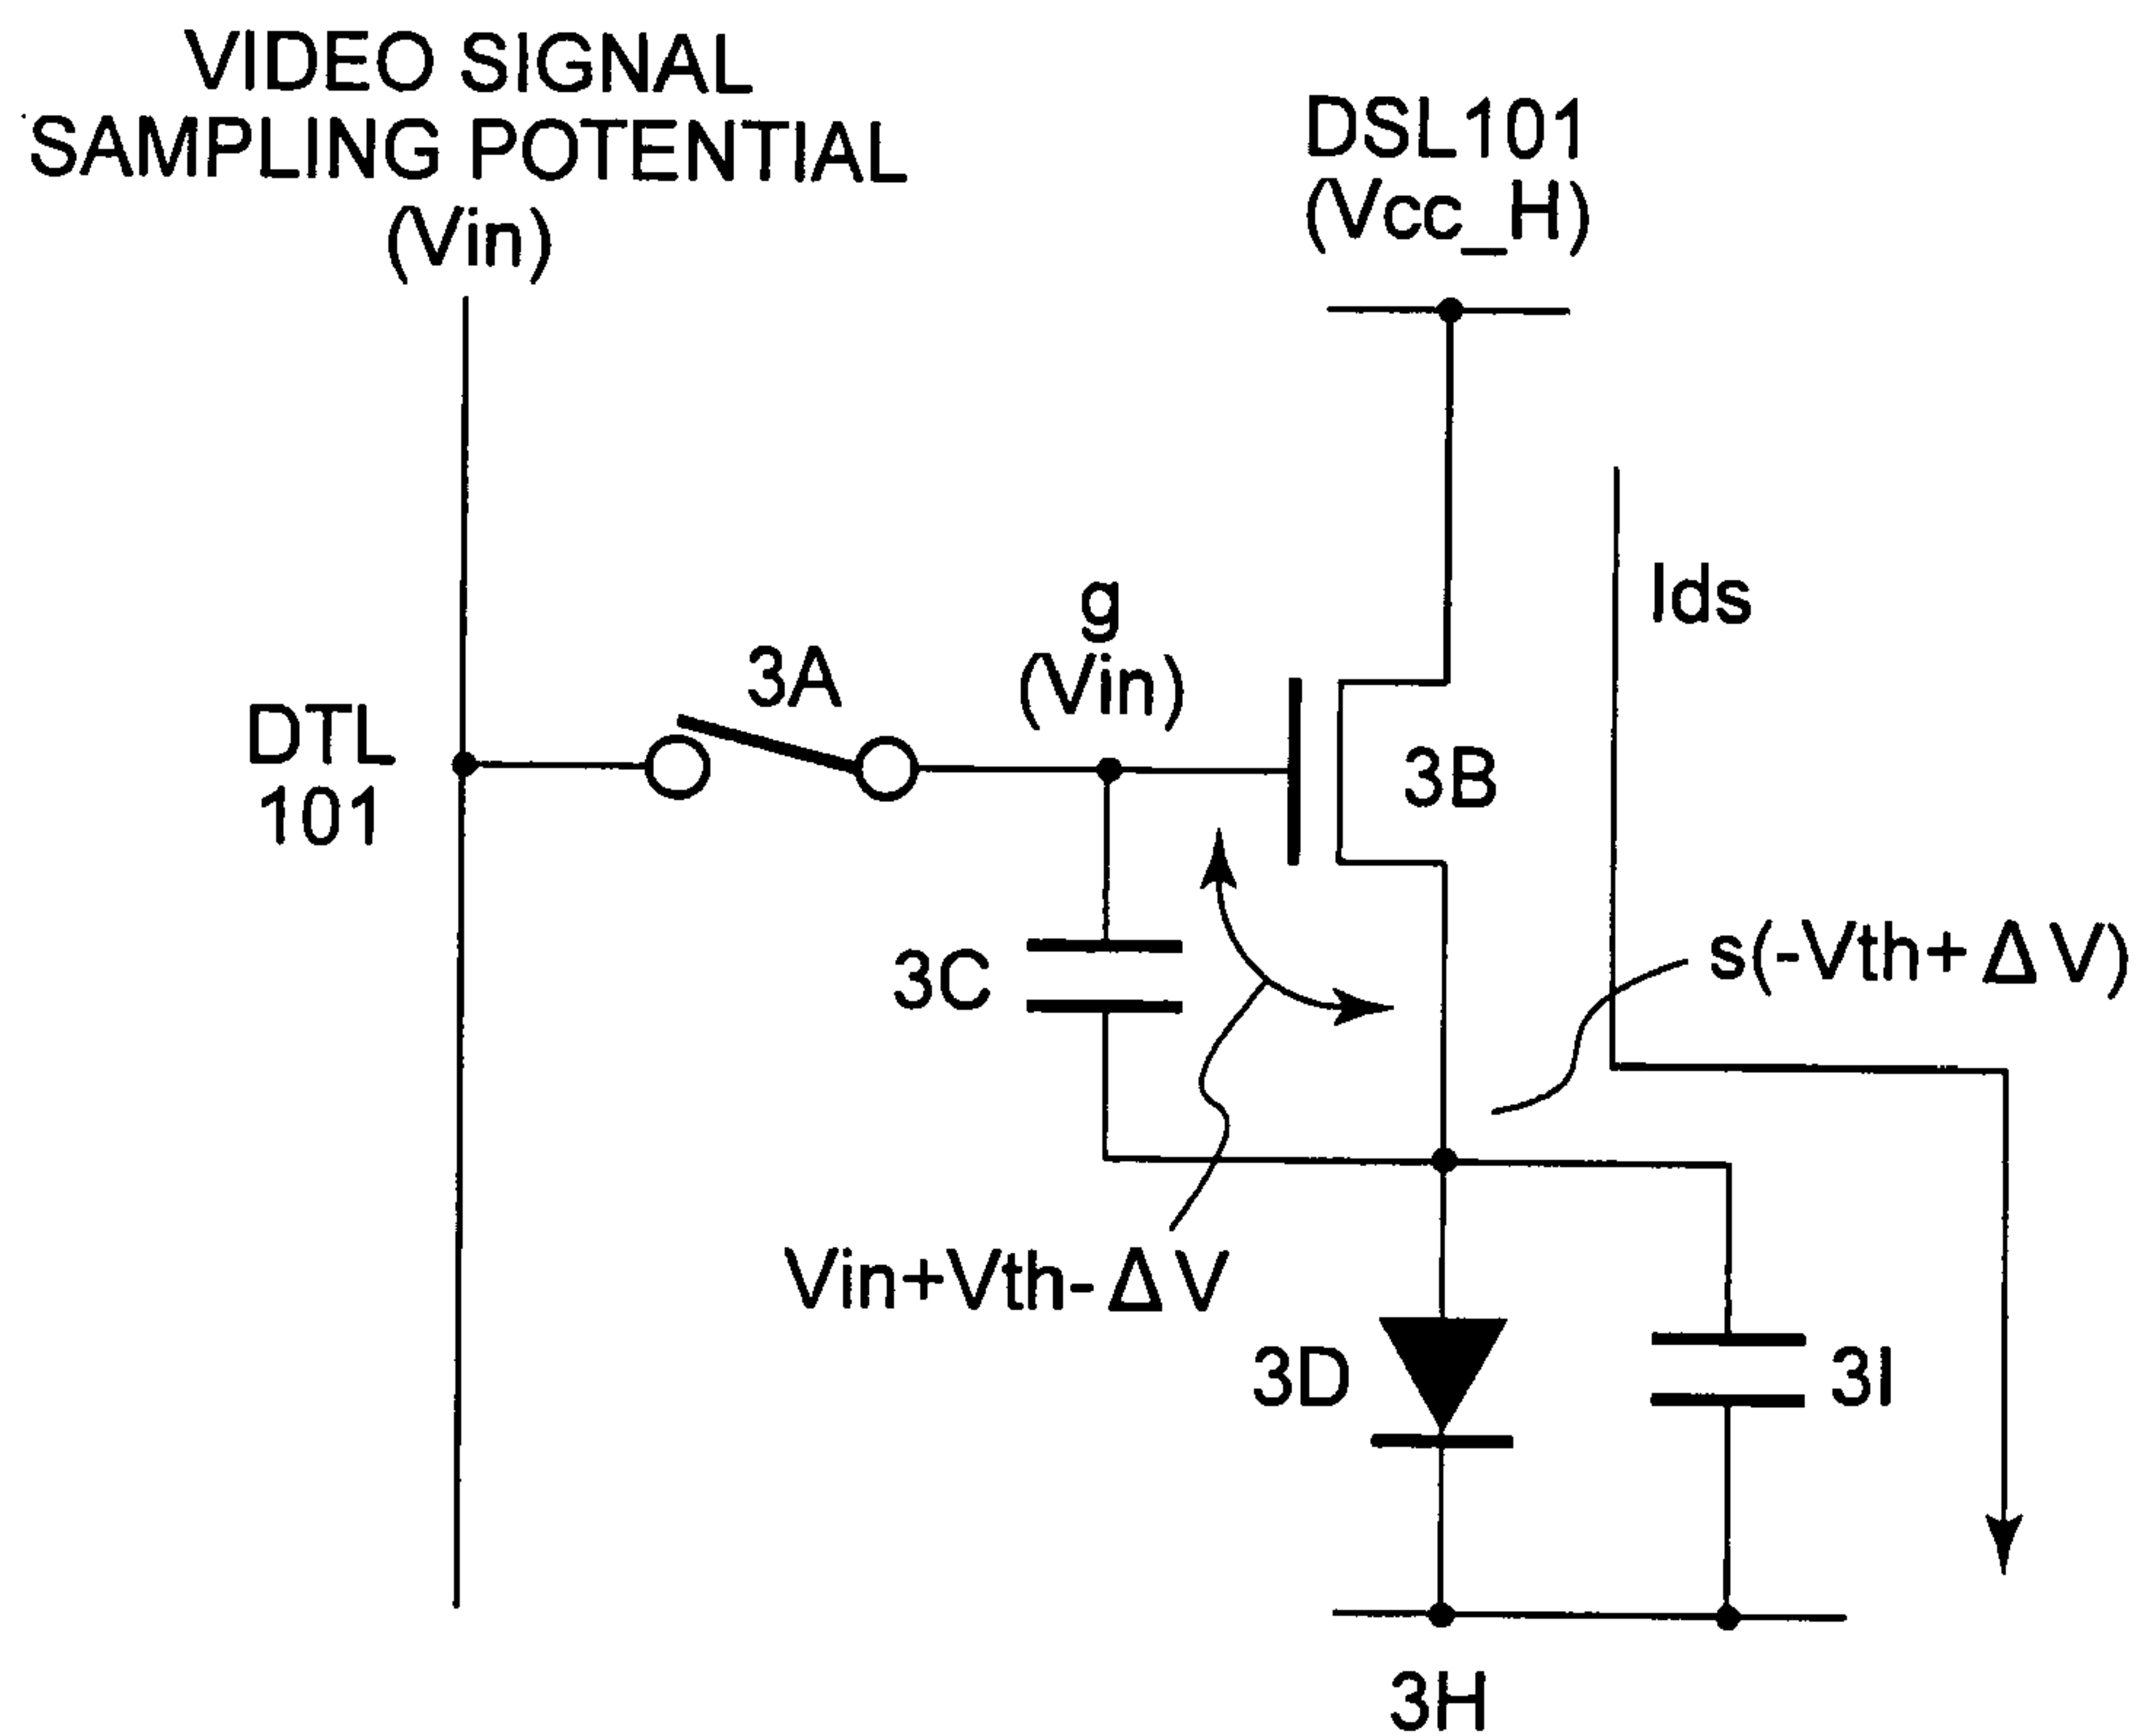 VIDEO SIGNAL
SAMPLING POTENTIAL
(Vin)
DSL101
(Vcc_H)
Ids
g
(Vin)
3A
DTL
101
3B
3C
s(-Vth+ΔV)
Vin+Vth-ΔV
3D
3I
3H